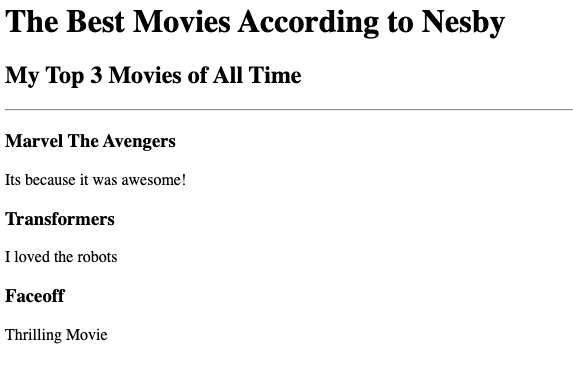 The Best Movies According to Nesby
My Top 3 Movies of All Time
Marvel The Avengers
Its because it was awesome!
Transformers
I loved the robots
Faceoff
Thrilling Movie